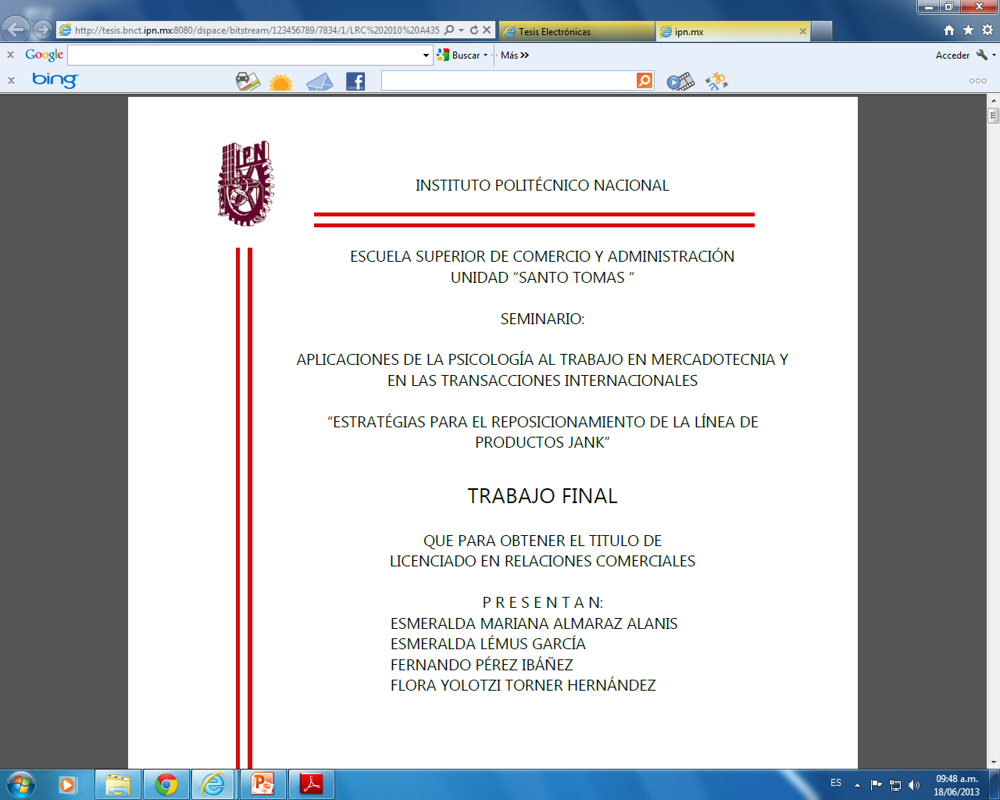 http://tesis.bnct.ipn.mx:8080/dspace/bitstream/123456789/7834/1/LRC%202010%20A435
Tesis Electrónicas
ipn.mx
x Google
Buscar
Más
Acceder
x bing
IPN
INSTITUTO POLITÉCNICO NACIONAL
ESCUELA SUPERIOR DE COMERCIO Y ADMINISTRACIÓN
UNIDAD “SANTO TOMAS “
SEMINARIO:
APLICACIONES DE LA PSICOLOGÍA AL TRABAJO EN MERCADOTECNIA Y
EN LAS TRANSACCIONES INTERNACIONALES
“ESTRATÉGIAS PARA EL REPOSICIONAMIENTO DE LA LÍNEA DE
PRODUCTOS JANK”
TRABAJO FINAL
QUE PARA OBTENER EL TITULO DE
LICENCIADO EN RELACIONES COMERCIALES
P R E S E N T A N:
ESMERALDA MARIANA ALMARAZ ALANIS
ESMERALDA LÉMUS GARCÍA
FERNANDO PÉREZ IBÁÑEZ
FLORA YOLOTZI TORNER HERNÁNDEZ
ES
09:48 a.m.
18/06/2013